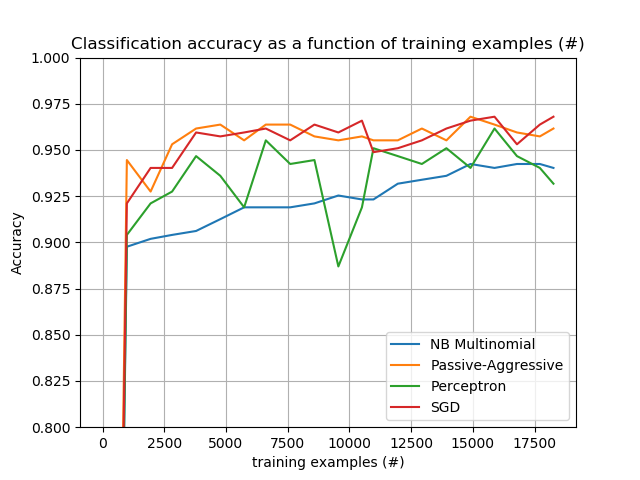 Classification accuracy as a function of training examples (#)
1.000
0.975
0.950
0.925
0.900
0.875
0.850
0.825
0.800
Accuracy
NB Multinomial
Passive-Aggressive
Perceptron
SGD
0 2500 5000 7500 10000 12500 15000 17500
training examples (#)